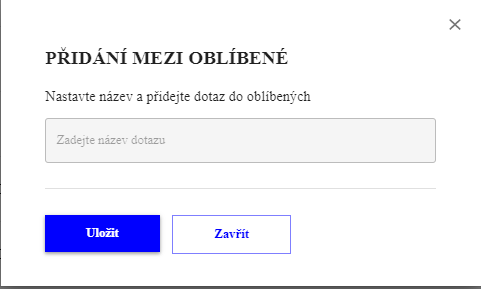 PŘIDÁNÍ MEZI OBLÍBENÉ
Nastavte název a přidejte dotaz do oblíbených
Zadejte název dotazu
Uložit
Zavřít